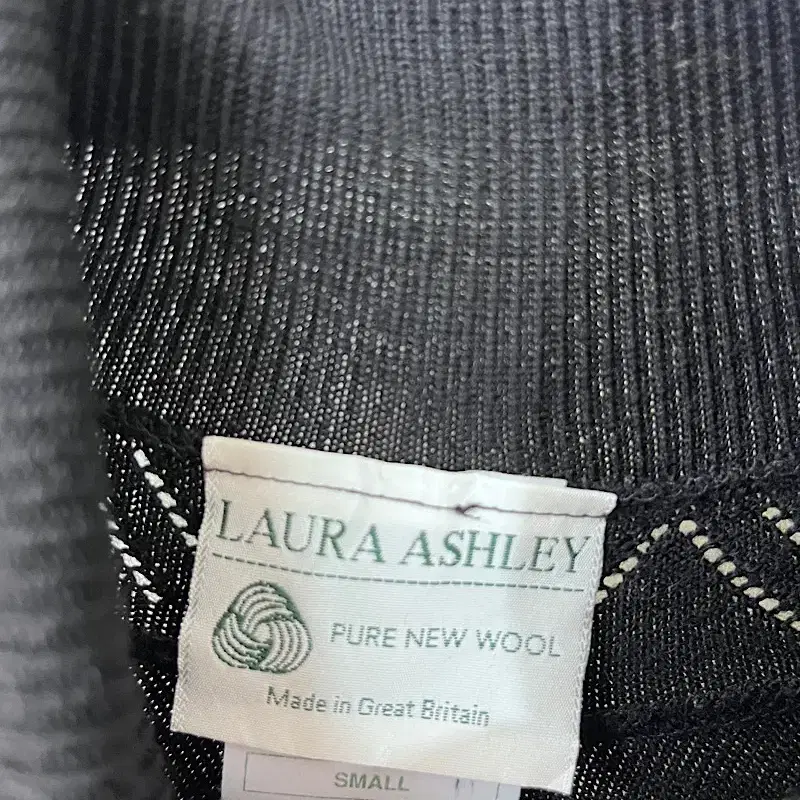 LAURA ASHLEY
PURE NEW WOOL
Made in Great Britain
SMALL